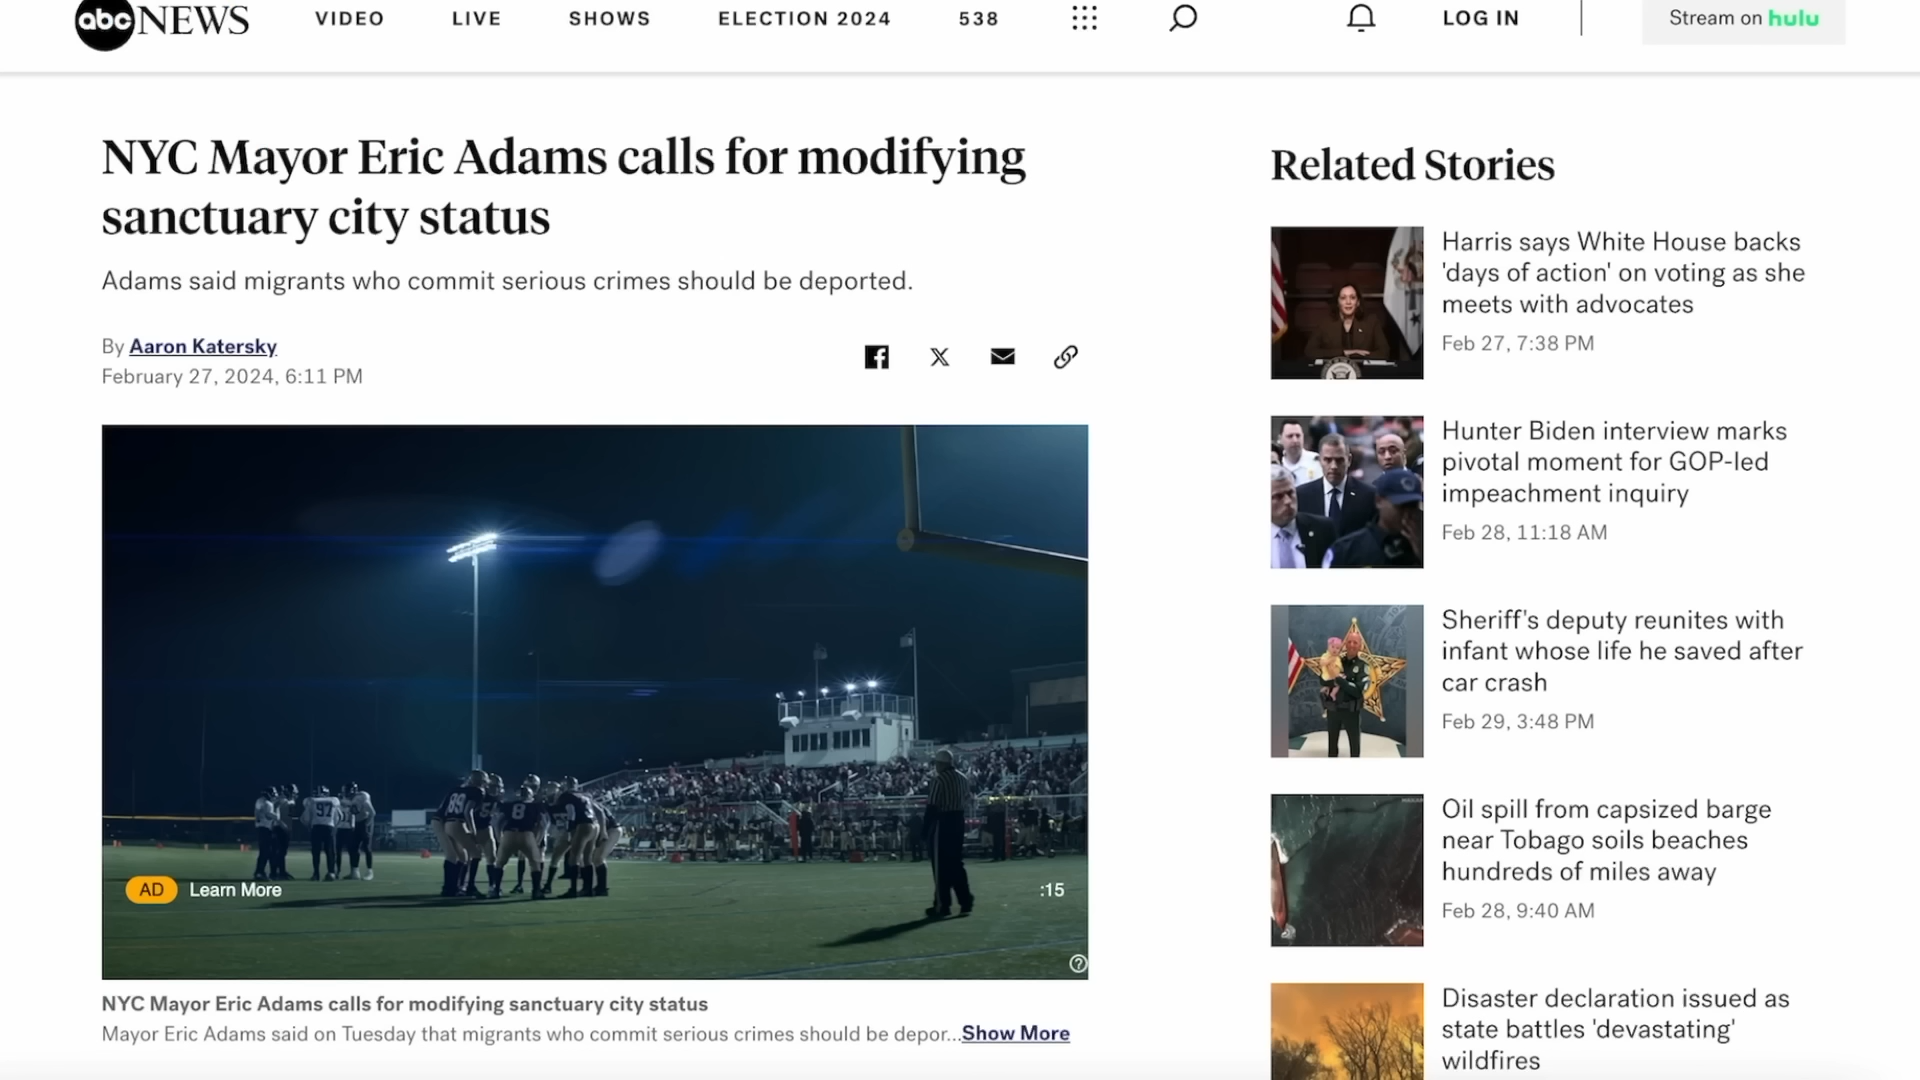 abc NEWS
VIDEO
LIVE
SHOWS
ELECTION 2024
538
LOG IN
Stream on hulu
NYC Mayor Eric Adams calls for modifying
sanctuary city status
Adams said migrants who commit serious crimes should be deported.
By Aaron Katersky
February 27, 2024, 6:11 PM
89
8
57
AD Learn More
:15
NYC Mayor Eric Adams calls for modifying sanctuary city status
Mayor Eric Adams said on Tuesday that migrants who commit serious crimes should be depor...Show More
Related Stories
Harris says White House backs
'days of action' on voting as she
meets with advocates
Feb 27, 7:38 PM
Hunter Biden interview marks
pivotal moment for GOP-led
impeachment inquiry
Feb 28, 11:18 AM
Sheriff's deputy reunites with
infant whose life he saved after
car crash
Feb 29, 3:48 PM
Oil spill from capsized barge
near Tobago soils beaches
hundreds of miles away
Feb 28, 9:40 AM
Disaster declaration issued as
state battles 'devastating'
wildfires